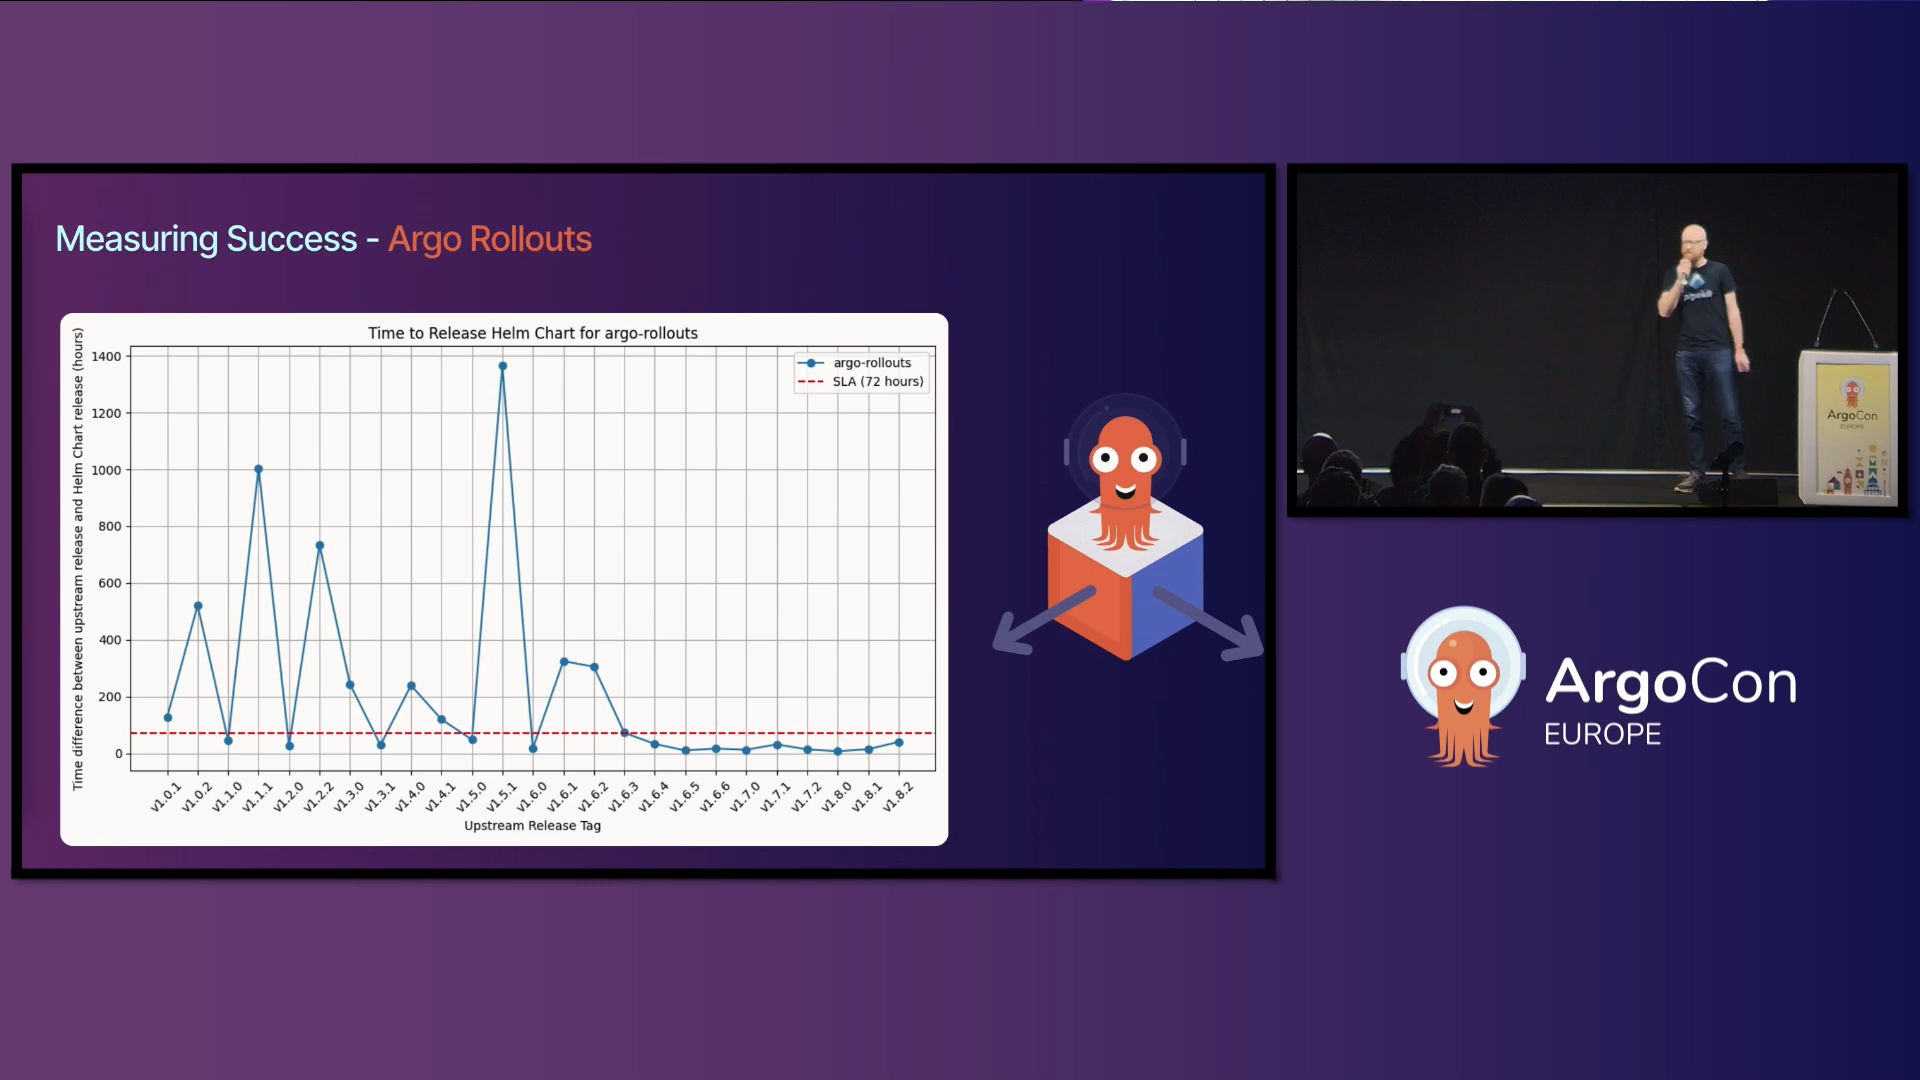 Measuring Success - Argo Rollouts
Time to Release Helm Chart for argo-rollouts
Time difference between upstream release and Helm Chart release (hours)
1400
1200
1000
800
600
400
200
0
argo-rollouts
SLA (72 hours)
v1.0.1
v1.0.2
v1.1.0
v1.1.1
v1.2.0
v1.2.2
v1.3.0
v1.3.1
v1.4.0
v1.4.1
v1.5.0
v1.5.1
v1.6.0
v1.6.1
v1.6.2
v1.6.3
v1.6.4
v1.6.5
v1.6.6
v1.7.0
v1.7.1
v1.7.2
v1.8.0
v1.8.1
v1.8.2
Upstream Release Tag
pipekit
ArgoCon
EUROPE
ArgoCon
EUROPE